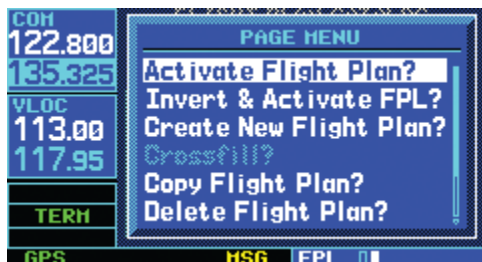 COM
122.800
135.325
VLOC
113.00
117.95
TERM
GPS
PAGE MENU
Activate Flight Plan?
Invert & Activate FPL?
Create New Flight Plan?
Crossfill?
Copy Flight Plan?
Delete Flight Plan?
MSG FPL